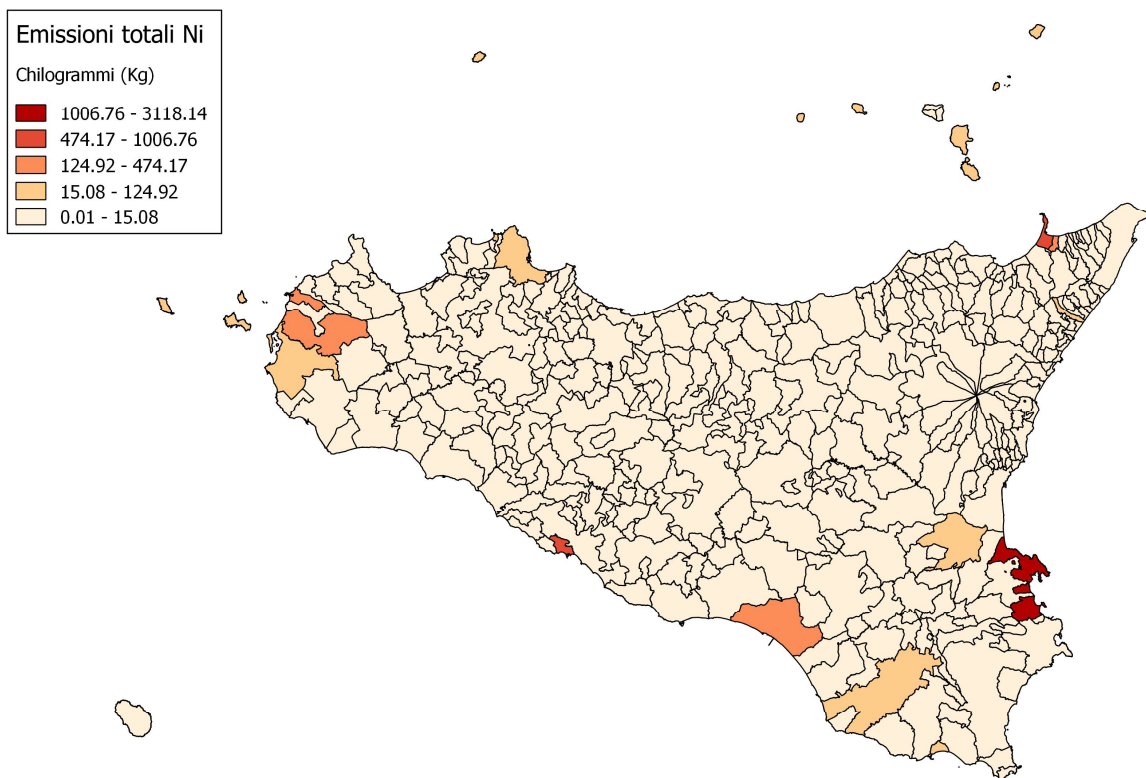 Emissioni totali Ni
Chilogrammi (Kg)
1006.76 - 3118.14
474.17 - 1006.76
124.92 - 474.17
15.08 - 124.92
0.01 - 15.08